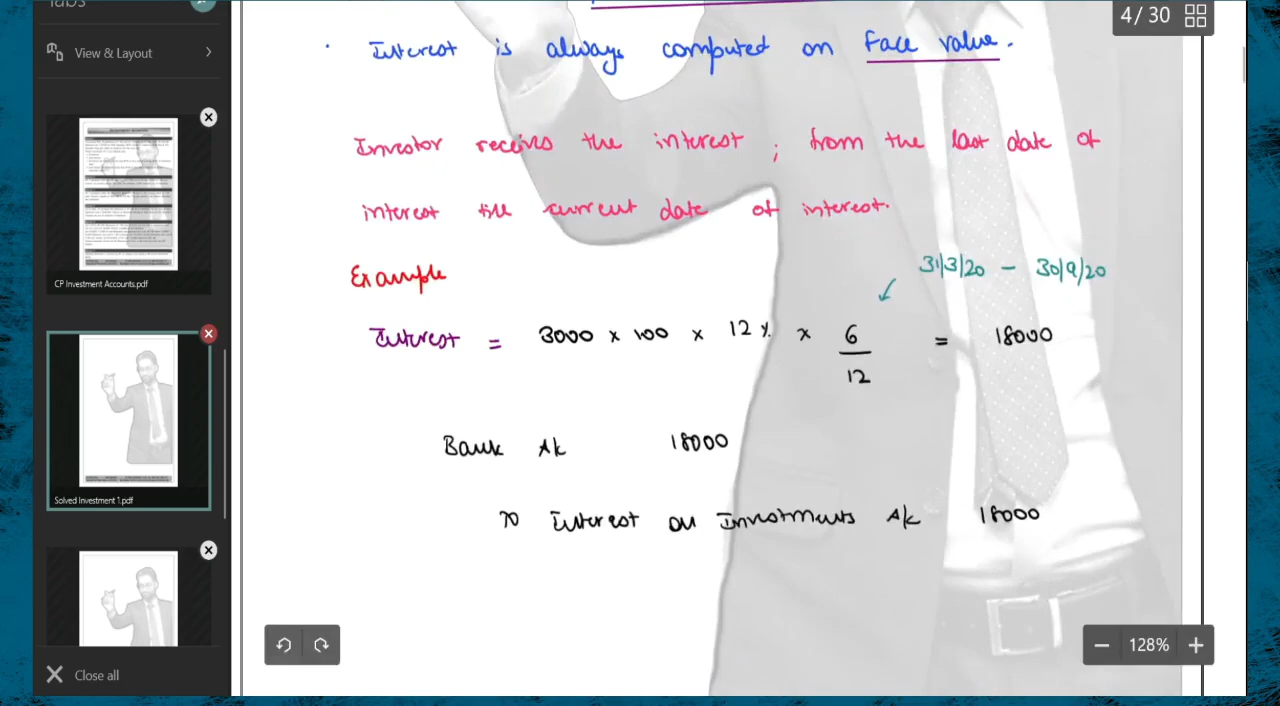 Tabs
View & Layout
CP Investment Accounts.pdf
Solved Investment 1.pdf
Close all
4 / 30
Interest is always computed on Face value.
Investor receives the interest ; from the last date of
interest till current date of interest.
Example
31/3/20 - 30/9/20
Interest = 3000 x 100 x 12% x 6/12 = 18000
Bank A/c 18000
To Interest on Investments A/c 18000
128%